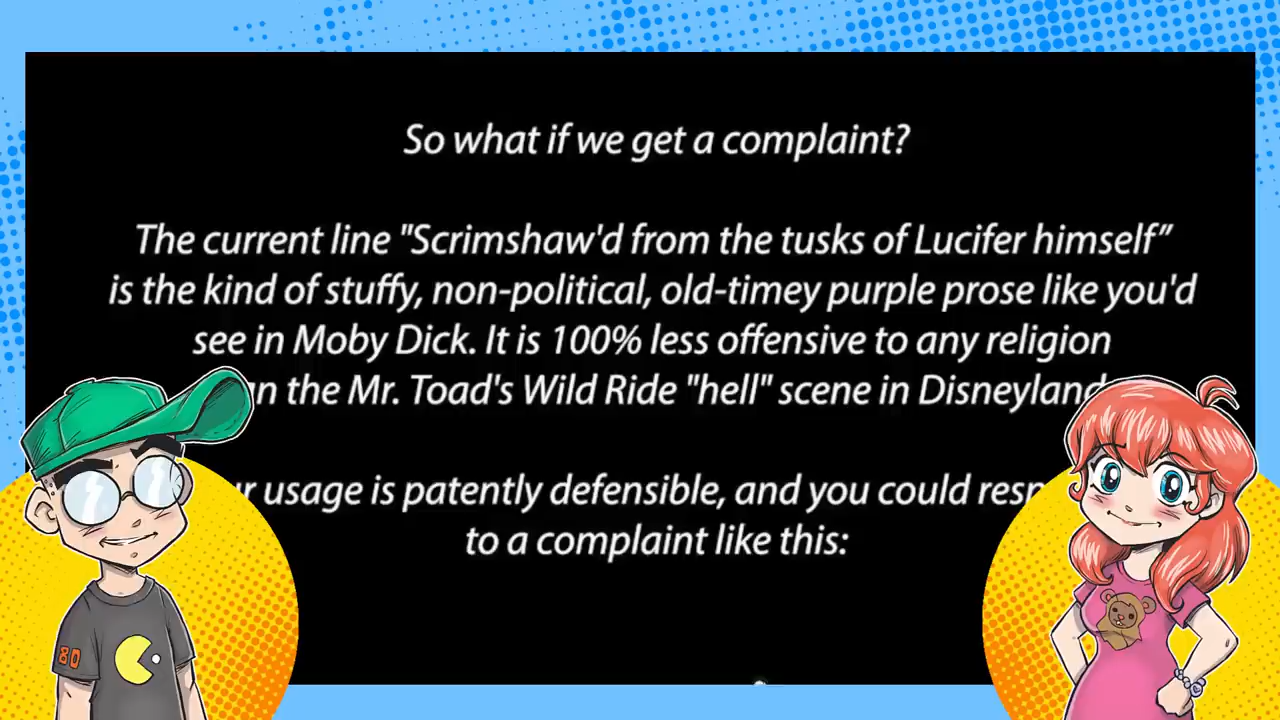 So what if we get a complaint?
The current line "Scrimshaw'd from the tusks of Lucifer himself”
is the kind of stuffy, non-political, old-timey purple prose like you'd
see in Moby Dick. It is 100% less offensive to any religion
the Mr. Toad's Wild Ride "hell" scene in Disneyland
usage is patently defensible, and you could
to a complaint like this:
80